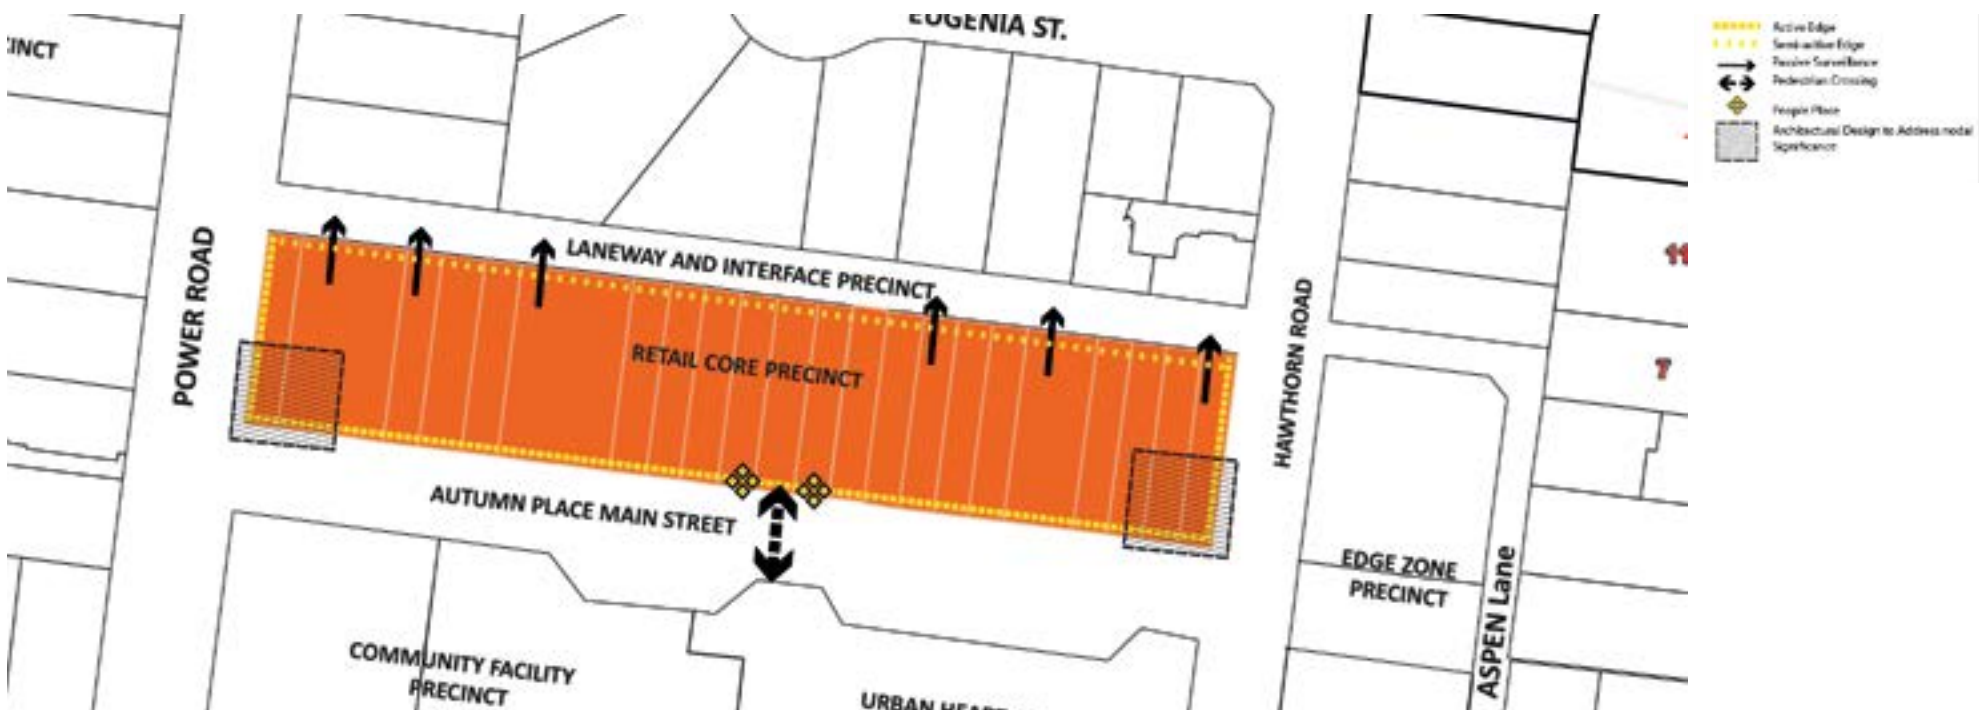 EUGENIA ST.
INCT
Active Edge
Semi-active Edge
Passive Surveillance
Pedestrian Crossing
People Place
Architectural Design to Address nodal
Significance
LANEWAY AND INTERFACE PRECINCT
POWER ROAD
RETAIL CORE PRECINCT
HAWTHORN ROAD
11
7
AUTUMN PLACE MAIN STREET
EDGE ZONE
PRECINCT
ASPEN Lane
COMMUNITY FACILITY
PRECINCT
URBAN HEART